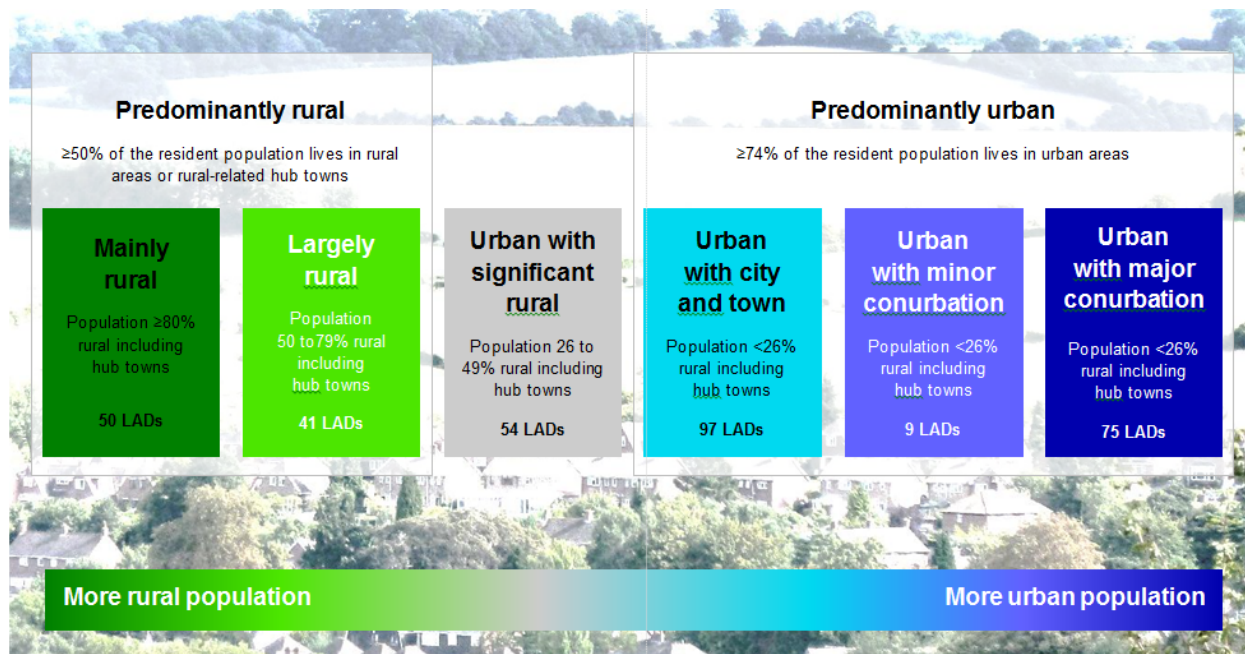 Predominantly rural
≥50% of the resident population lives in rural
areas or rural-related hub towns
Predominantly urban
≥74% of the resident population lives in urban areas
Mainly
rural
Population ≥80%
rural including
hub towns
50 LADs
Largely
rural
Population
50 to79% rural
including
hub towns
41 LADs
Urban with
significant
rural
Population 26 to
49% rural including
hub towns
54 LADs
Urban
with city
and town
Population <26%
rural including
hub towns
97 LADs
Urban
with minor
conurbation
Population <26%
rural including
hub towns
9 LADs
Urban
with major
conurbation
Population <26%
rural including
hub towns
75 LADs
More rural population
More urban population